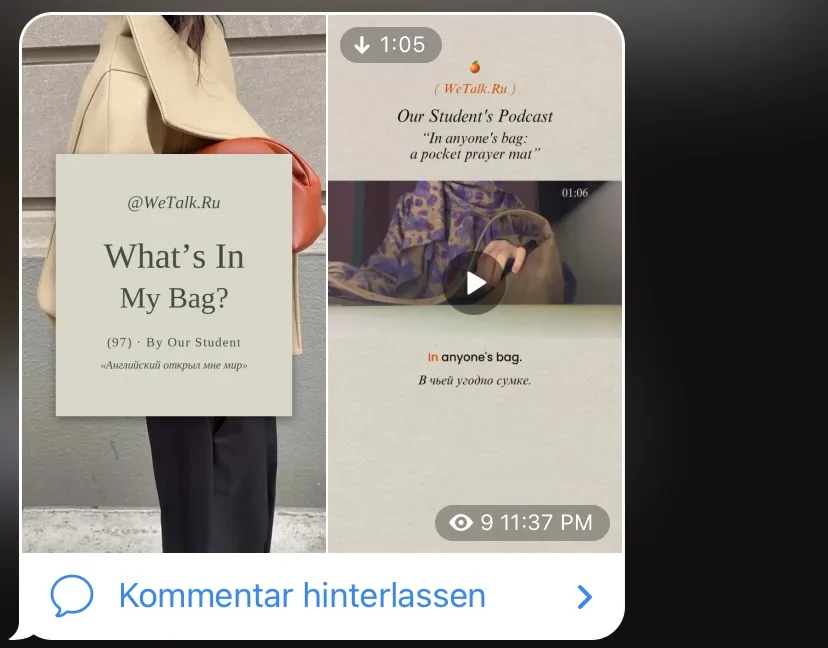 @WeTalk.Ru
What's In
My Bag?
(97) · By Our Student
«Английский открыл мне мир»
1:05
( WeTalk.Ru )
Our Student's Podcast
“In anyone's bag:
a pocket prayer mat”
01:06
In anyone's bag.
В чьей угодно сумке.
9 11:37 PM
Kommentar hinterlassen